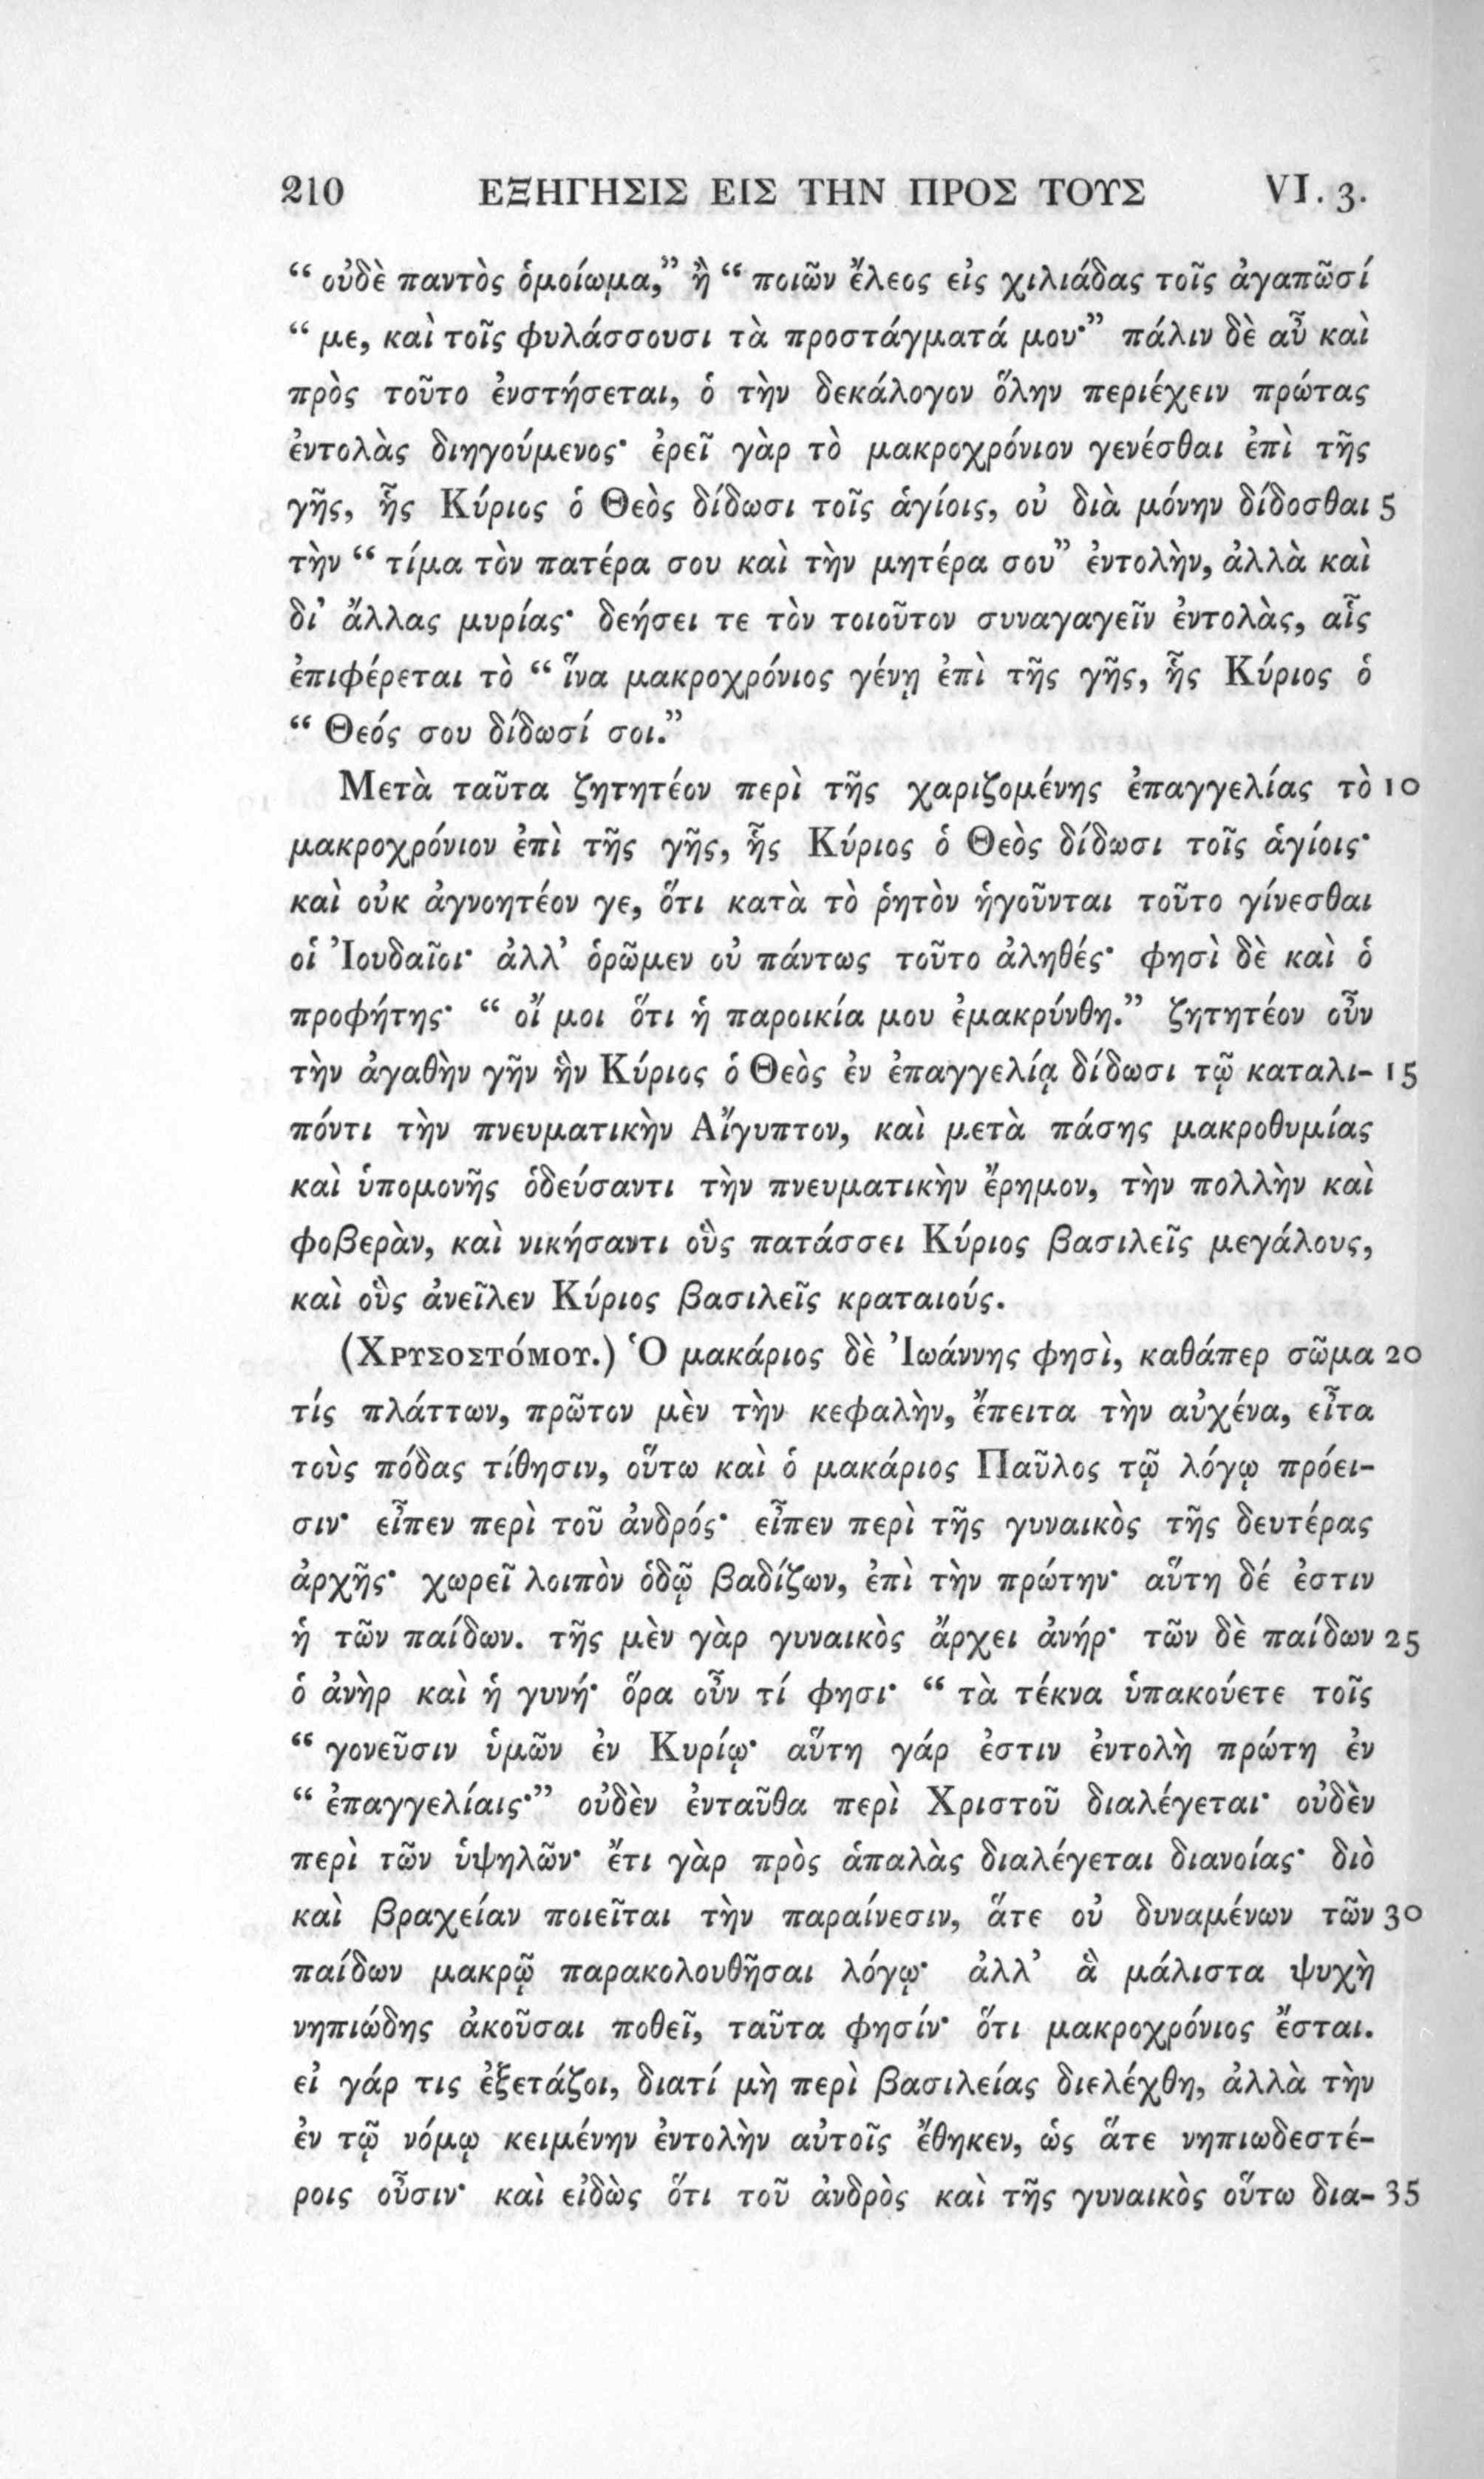 210 ΕΞΗΓΗΣΙΣ ΕΙΣ ΤΗΝ ΠΡΟΣ ΤΟΥΣ VI. 3.
“ οὐδὲ παντὸς ὁμοίωμα,” ἢ “ ποιῶν ἔλεος εἰς χιλιάδας τοῖς ἀγαπῶσί
“ με, καὶ τοῖς φυλάσσουσι τὰ προστάγματά μου·” πάλιν δὲ αὖ καὶ
πρὸς τοῦτο ἐνστήσεται, ὁ τὴν δεκάλογον ὅλην περιέχειν πρώτας
ἐντολὰς διηγούμενος· ἐρεῖ γὰρ τὸ μακροχρόνιον γενέσθαι ἐπὶ τῆς
γῆς, ἧς Κύριος ὁ Θεὸς δίδωσι τοῖς ἁγίοις, οὐ διὰ μόνην δίδοσθαι 5
τὴν “ τίμα τὸν πατέρα σου καὶ τὴν μητέρα σου” ἐντολὴν, ἀλλὰ καὶ
δι’ ἄλλας μυρίας· δεήσει τε τὸν τοιοῦτον συναγαγεῖν ἐντολὰς, αἷς
ἐπιφέρεται τὸ “ ἵνα μακροχρόνιος γένῃ ἐπὶ τῆς γῆς, ἧς Κύριος ὁ
“ Θεός σου δίδωσί σοι.”
Μετὰ ταῦτα ζητητέον περὶ τῆς χαριζομένης ἐπαγγελίας τὸ 10
μακροχρόνιον ἐπὶ τῆς γῆς, ἧς Κύριος ὁ Θεὸς δίδωσι τοῖς ἁγίοις·
καὶ οὐκ ἀγνοητέον γε, ὅτι κατὰ τὸ ῥητὸν ἡγοῦνται τοῦτο γίνεσθαι
οἱ Ἰουδαῖοι· ἀλλ’ ὁρῶμεν οὐ πάντως τοῦτο ἀληθές· φησὶ δὲ καὶ ὁ
προφήτης· “ οἴ μοι ὅτι ἡ παροικία μου ἐμακρύνθη.” ζητητέον οὖν
τὴν ἀγαθὴν γῆν ἣν Κύριος ὁ Θεὸς ἐν ἐπαγγελίᾳ δίδωσι τῷ καταλι- 15
πόντι τὴν πνευματικὴν Αἴγυπτον, καὶ μετὰ πάσης μακροθυμίας
καὶ ὑπομονῆς ὁδεύσαντι τὴν πνευματικὴν ἔρημον, τὴν πολλὴν καὶ
φοβερὰν, καὶ νικήσαντι οὓς πατάσσει Κύριος βασιλεῖς μεγάλους,
καὶ οὓς ἀνεῖλεν Κύριος βασιλεῖς κραταιούς.
(ΧΡΥΣΟΣΤΌΜΟΥ.) Ὁ μακάριος δὲ Ἰωάννης φησὶ, καθάπερ σῶμα 20
τίς πλάττων, πρῶτον μὲν τὴν κεφαλὴν, ἔπειτα τὴν αὐχένα, εἶτα
τοὺς πόδας τίθησιν, οὕτω καὶ ὁ μακάριος Παῦλος τῷ λόγῳ πρόει-
σιν· εἶπεν περὶ τοῦ ἀνδρός· εἶπεν περὶ τῆς γυναικὸς τῆς δευτέρας
ἀρχῆς· χωρεῖ λοιπὸν ὁδῷ βαδίζων, ἐπὶ τὴν πρώτην· αὕτη δέ ἐστιν
ἡ τῶν παίδων. τῆς μὲν γὰρ γυναικὸς ἄρχει ἀνήρ· τῶν δὲ παίδων 25
ὁ ἀνὴρ καὶ ἡ γυνή· ὅρα οὖν τί φησι· “ τὰ τέκνα ὑπακούετε τοῖς
“ γονεῦσιν ὑμῶν ἐν Κυρίῳ· αὕτη γάρ ἐστιν ἐντολὴ πρώτη ἐν
“ ἐπαγγελίαις·” οὐδὲν ἐνταῦθα περὶ Χριστοῦ διαλέγεται· οὐδὲν
περὶ τῶν ὑψηλῶν· ἔτι γὰρ πρὸς ἁπαλὰς διαλέγεται διανοίας· διὸ
καὶ βραχείαν ποιεῖται τὴν παραίνεσιν, ἅτε οὐ δυναμένων τῶν 30
παίδων μακρῷ παρακολουθῆσαι λόγῳ· ἀλλ’ ἃ μάλιστα ψυχὴ
νηπιώδης ἀκοῦσαι ποθεῖ, ταῦτα φησίν· ὅτι μακροχρόνιος ἔσται.
εἰ γάρ τις ἐξετάζοι, διατί μὴ περὶ βασιλείας διελέχθη, ἀλλὰ τὴν
ἐν τῷ νόμῳ κειμένην ἐντολὴν αὐτοῖς ἔθηκεν, ὡς ἅτε νηπιωδεστέ-
ροις οὖσιν· καὶ εἰδὼς ὅτι τοῦ ἀνδρὸς καὶ τῆς γυναικὸς οὕτω δια- 35